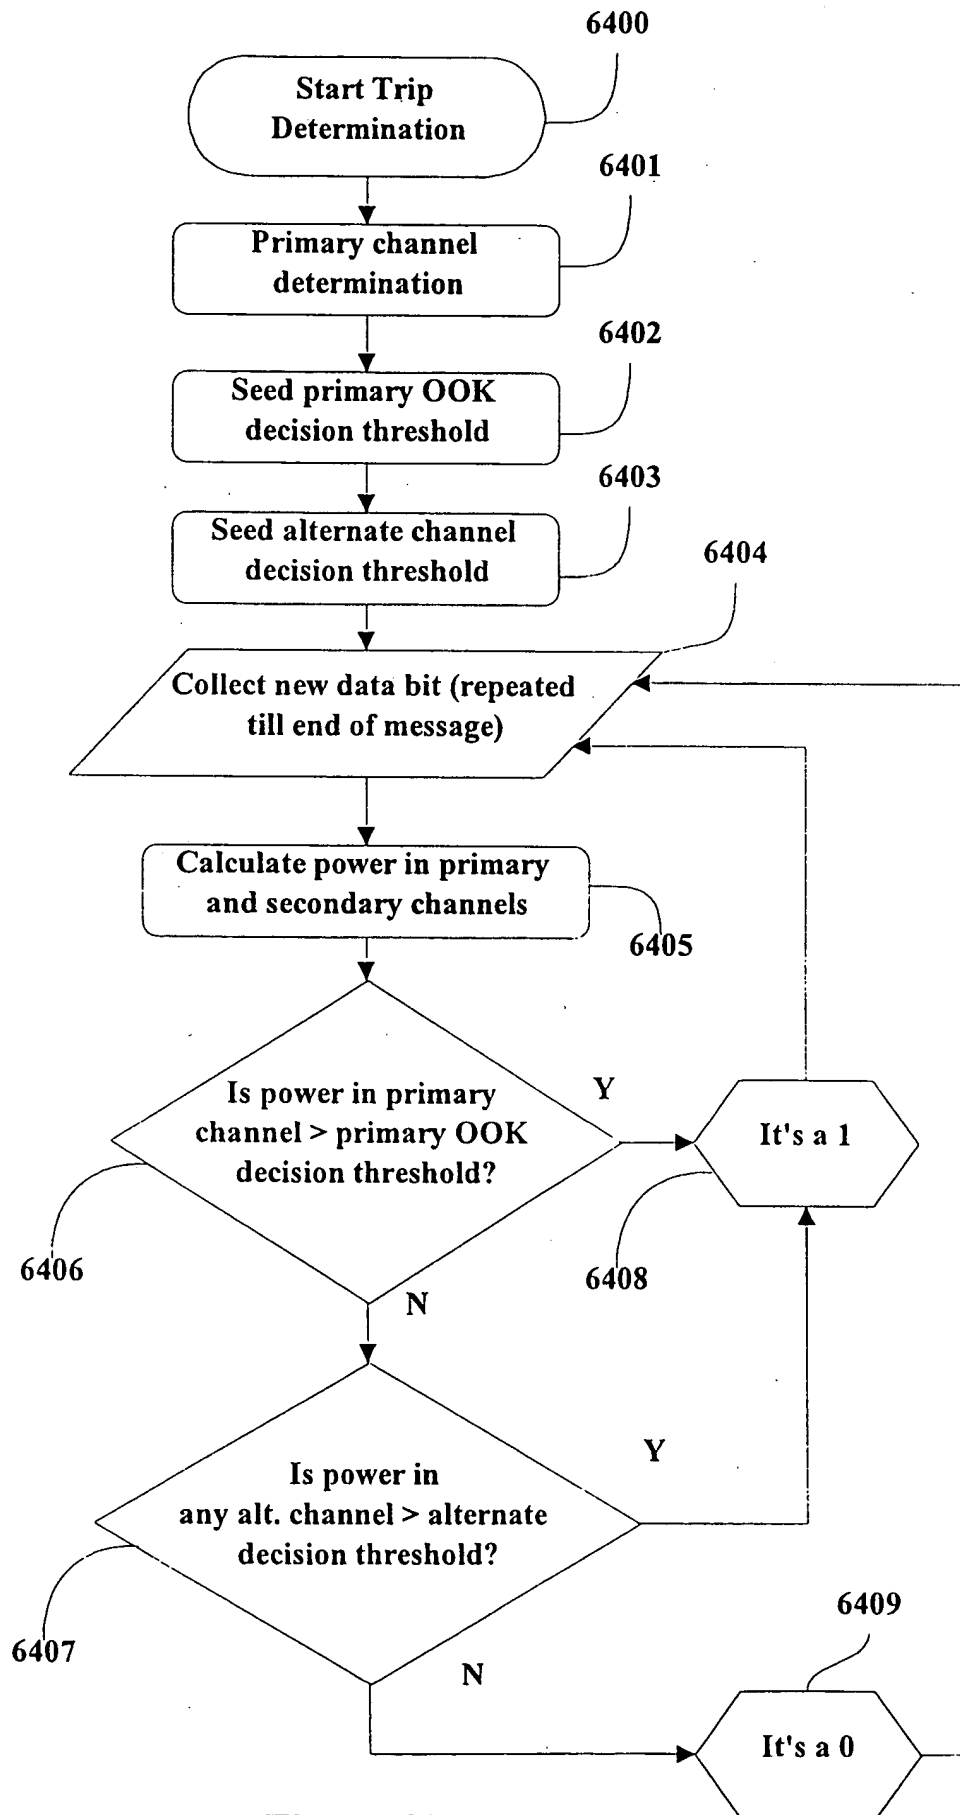 6400
Start Trip
Determination
6401
Primary channel
determination
6402
Seed primary OOK
decision threshold
6403
Seed alternate channel
decision threshold
6404
Collect new data bit (repeated
till end of message)
Calculate power in primary
and secondary channels
6405
Is power in primary
channel > primary OOK
decision threshold?
Y
It's a 1
6406
6408
N
Is power in
any alt. channel > alternate
decision threshold?
Y
6407
6409
N
It's a 0